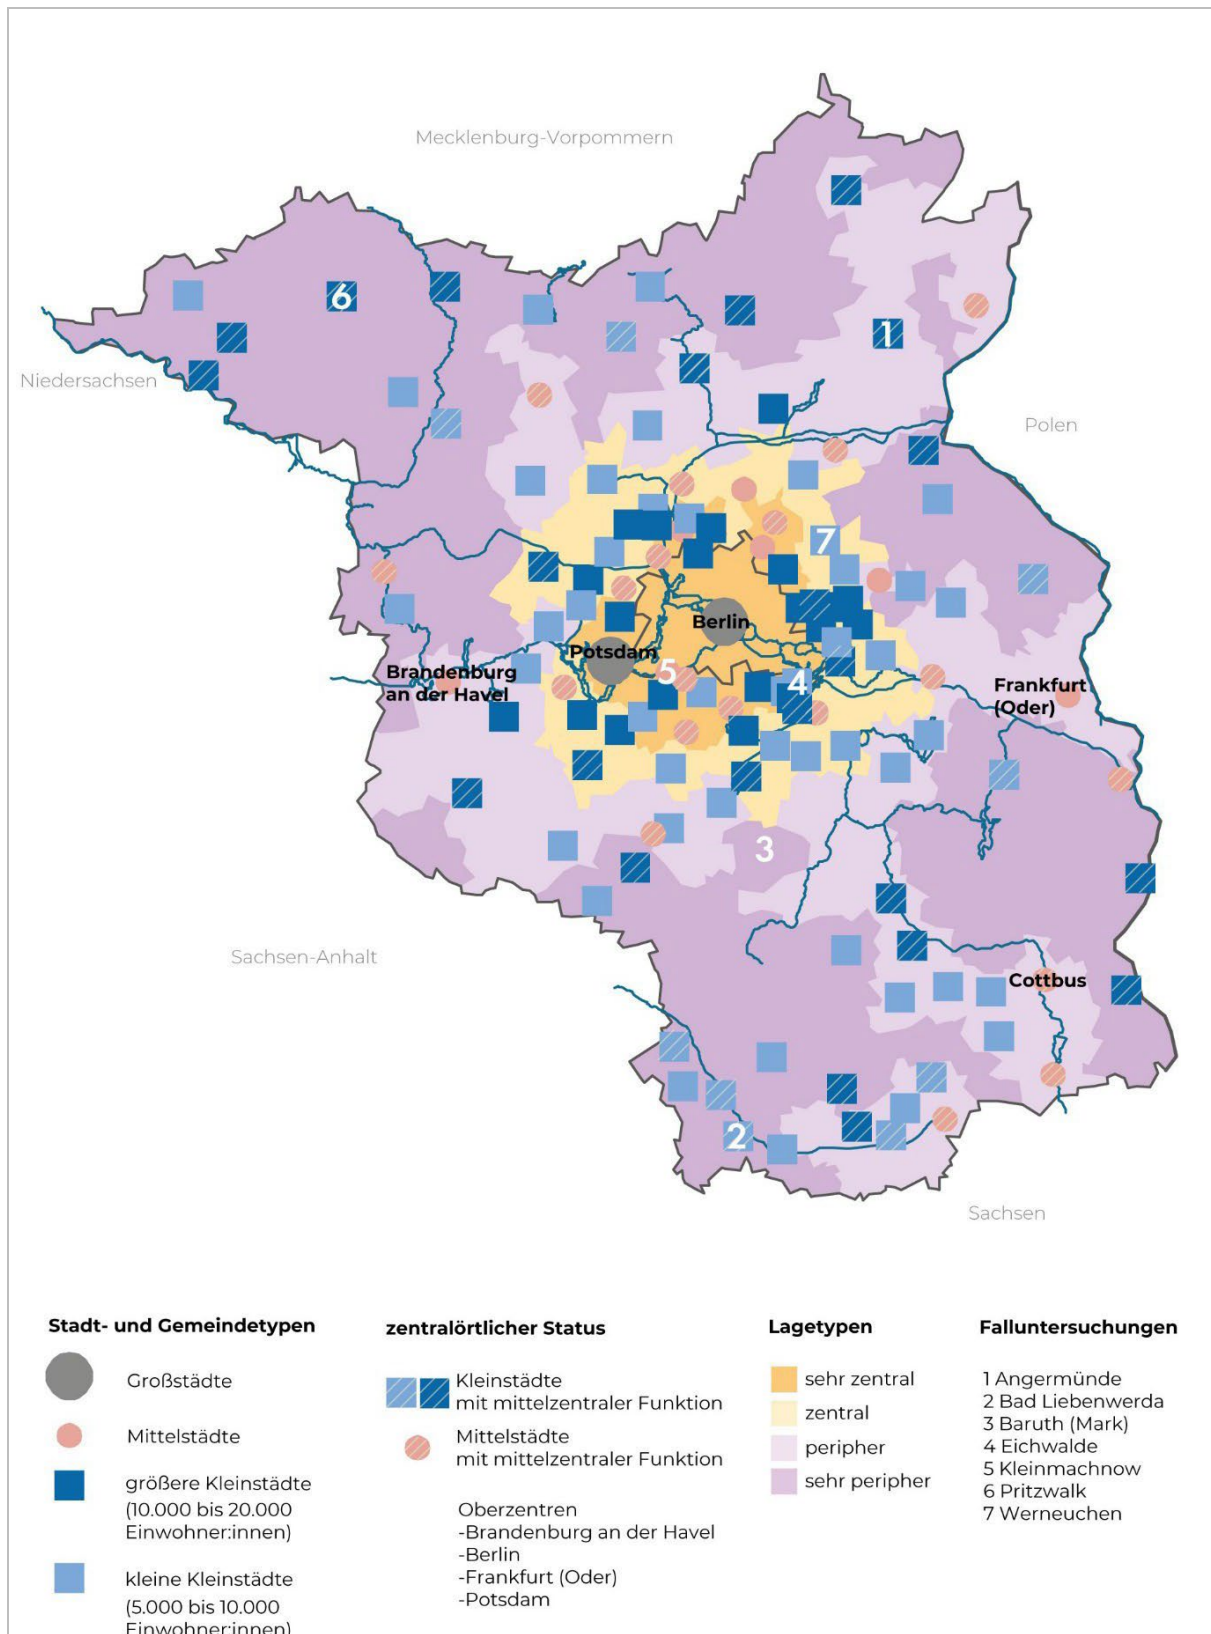 Mecklenburg-Vorpommern
6
1
Niedersachsen
Polen
7
Berlin
Potsdam
5
4
Brandenburg
an der Havel
Frankfurt
(Oder)
3
Sachsen-Anhalt
Cottbus
2
Sachsen
Stadt- und Gemeindetypen
Großstädte
Mittelstädte
größere Kleinstädte
(10.000 bis 20.000
Einwohner:innen)
kleine Kleinstädte
(5.000 bis 10.000
Einwohner:innen)
zentralörtlicher Status
Kleinstädte
mit mittelzentraler Funktion
Mittelstädte
mit mittelzentraler Funktion
Oberzentren
-Brandenburg an der Havel
-Berlin
-Frankfurt (Oder)
-Potsdam
Lagetypen
sehr zentral
zentral
peripher
sehr peripher
Falluntersuchungen
1 Angermünde
2 Bad Liebenwerda
3 Baruth (Mark)
4 Eichwalde
5 Kleinmachnow
6 Pritzwalk
7 Werneuchen